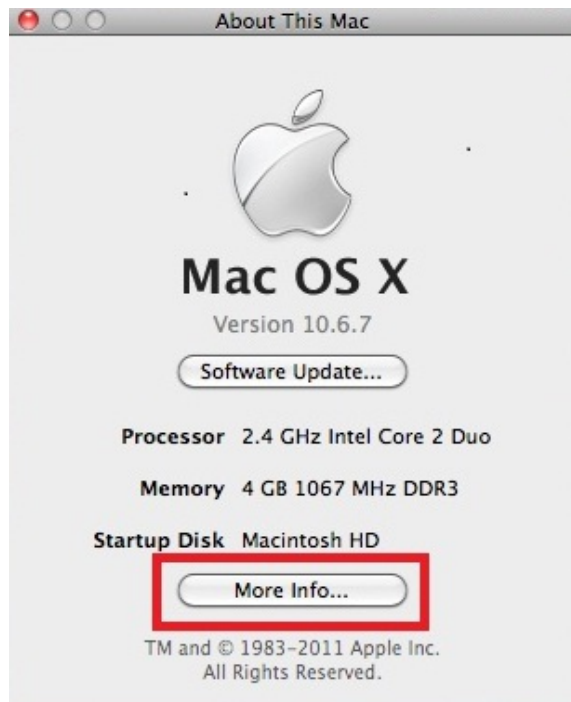 About This Mac
Mac OS X
Version 10.6.7
Software Update...
Processor 2.4 GHz Intel Core 2 Duo
Memory 4 GB 1067 MHz DDR3
Startup Disk Macintosh HD
More Info...
TM and © 1983–2011 Apple Inc.
All Rights Reserved.